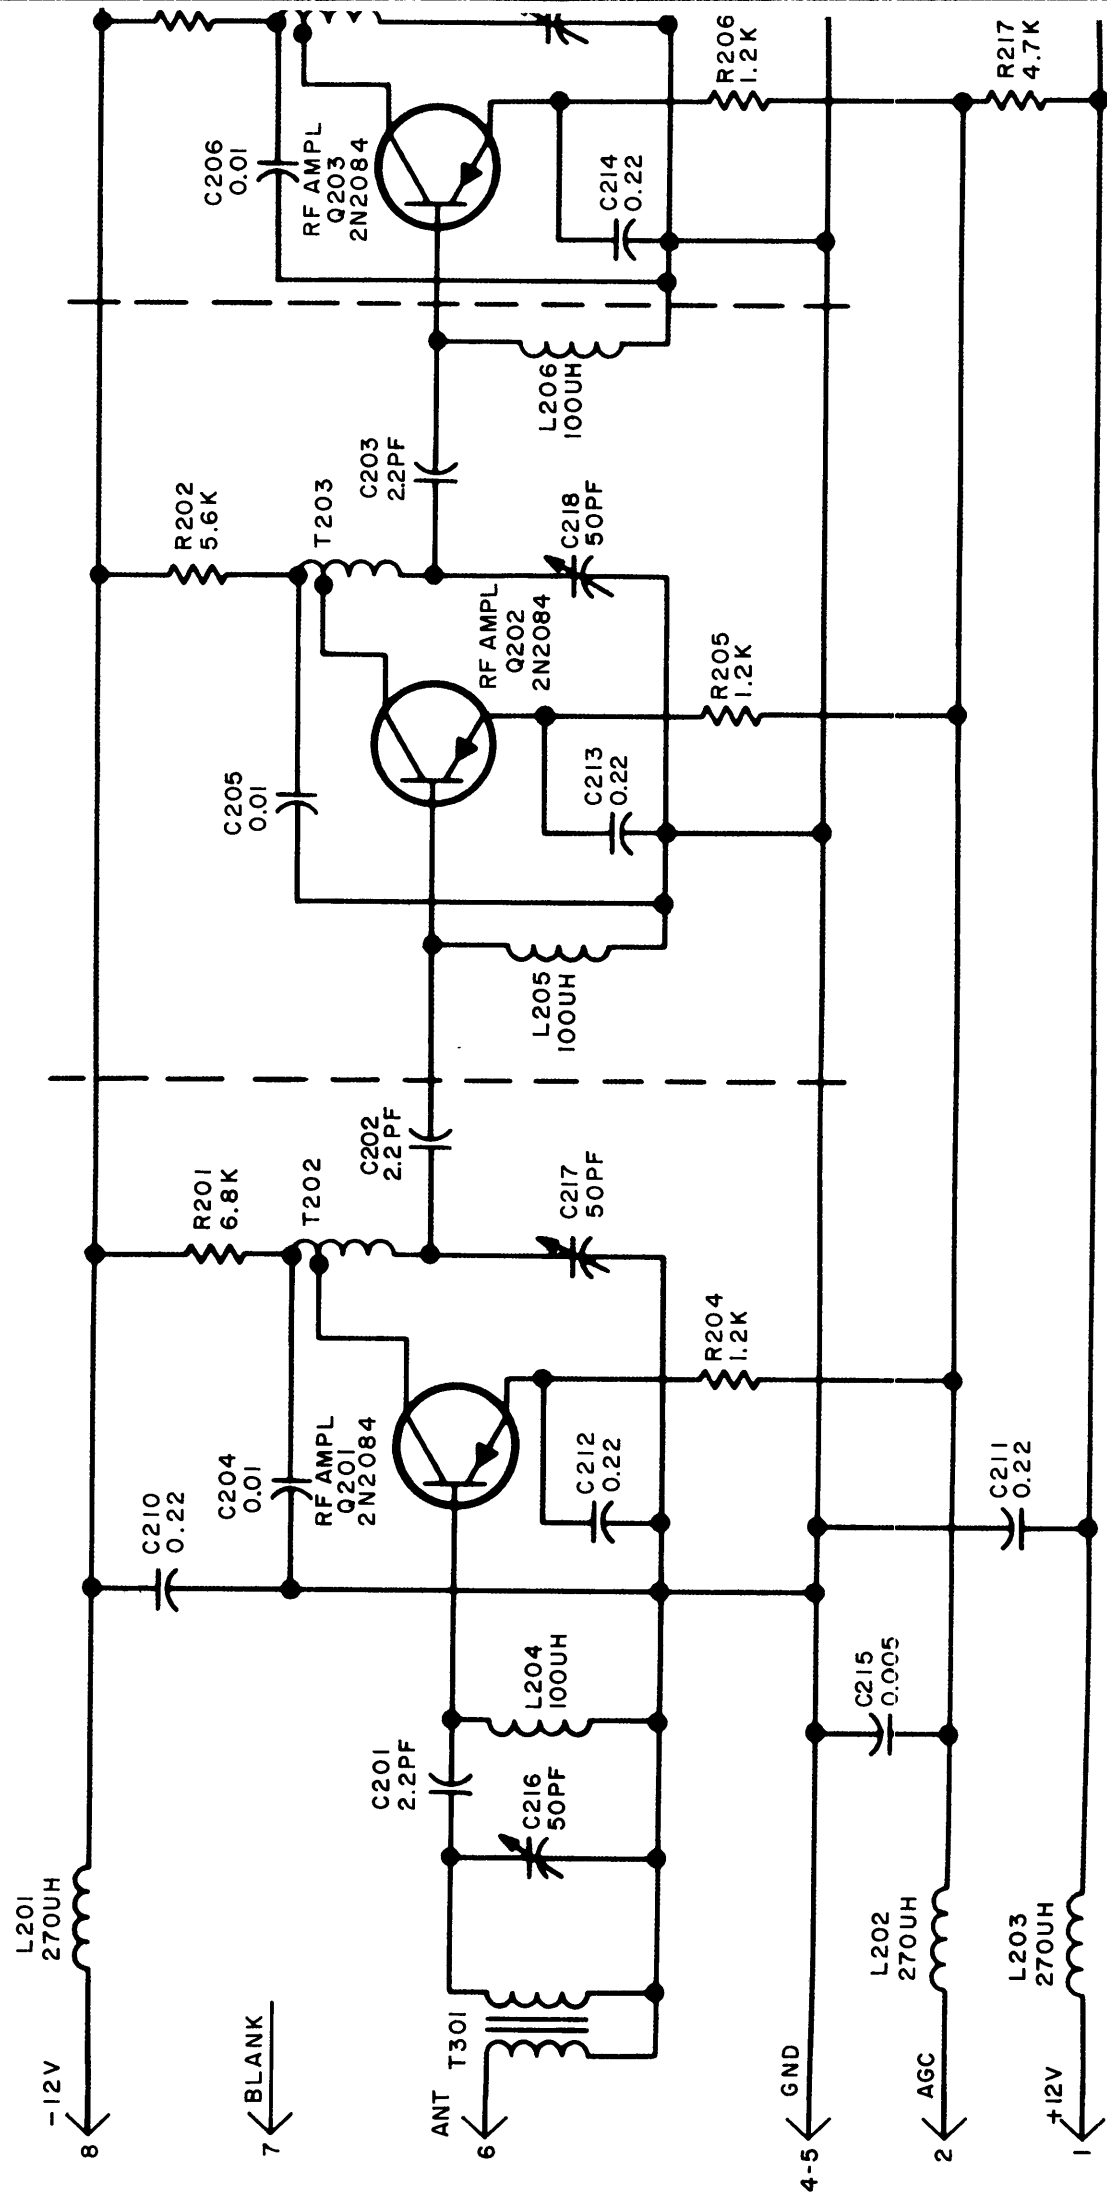 8
-12V
L201
270UH
C210
0.22
R201
6.8K
R202
5.6K
7
BLANK
C204
0.01
RF AMPL
Q201
2N2084
T202
C205
0.01
T203
C206
0.01
RF AMPL
Q203
2N2084
6
ANT
T301
C201
2.2PF
C202
2.2PF
C203
2.2PF
C216
50PF
L204
100UH
C212
0.22
C217
50PF
L205
100UH
RF AMPL
Q202
2N2084
C213
0.22
C218
50PF
L206
100UH
C214
0.22
R204
1.2K
R205
1.2K
R206
1.2K
4-5
GND
C215
0.005
2
AGC
L202
270UH
C211
0.22
R217
4.7K
1
+12V
L203
270UH